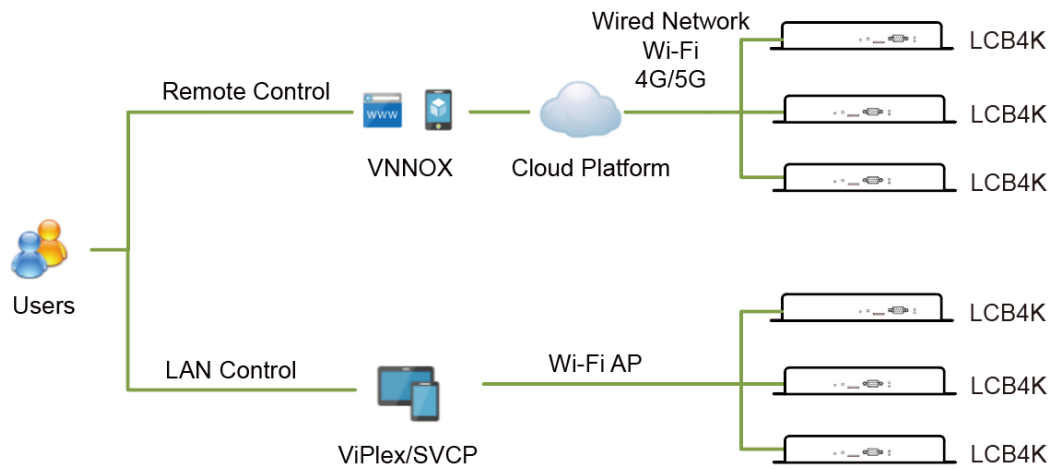 Wired Network
Wi-Fi
4G/5G
LCB4K
Remote Control
WWW
LCB4K
VNNOX
Cloud Platform
LCB4K
Users
LCB4K
LAN Control
Wi-Fi AP
LCB4K
ViPlex/SVCP
LCB4K